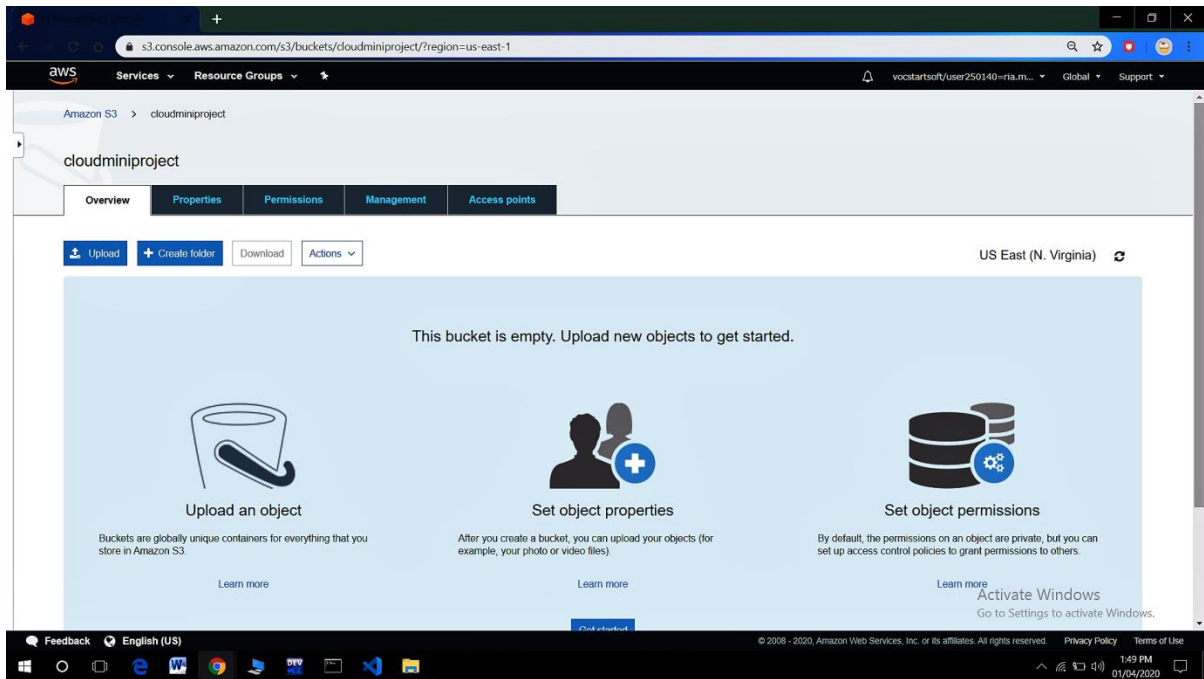 s3.console.aws.amazon.com/s3/buckets/cloudminiproject/?region=us-east-1
aws Services Resource Groups vocstartsoft/user250140=ria.m... Global Support
Amazon S3 > cloudminiproject
cloudminiproject
Overview Properties Permissions Management Access points
Upload + Create folder Download Actions US East (N. Virginia)
This bucket is empty. Upload new objects to get started.
Upload an object
Buckets are globally unique containers for everything that you
store in Amazon S3.
Learn more
Set object properties
After you create a bucket, you can upload your objects (for
example, your photo or video files).
Learn more
Set object permissions
By default, the permissions on an object are private, but you can
set up access control policies to grant permissions to others.
Learn more
Get started
Activate Windows
Go to Settings to activate Windows.
Feedback English (US) © 2008 - 2020, Amazon Web Services, Inc. or its affiliates. All rights reserved. Privacy Policy Terms of Use
DEV
1:49 PM
01/04/2020